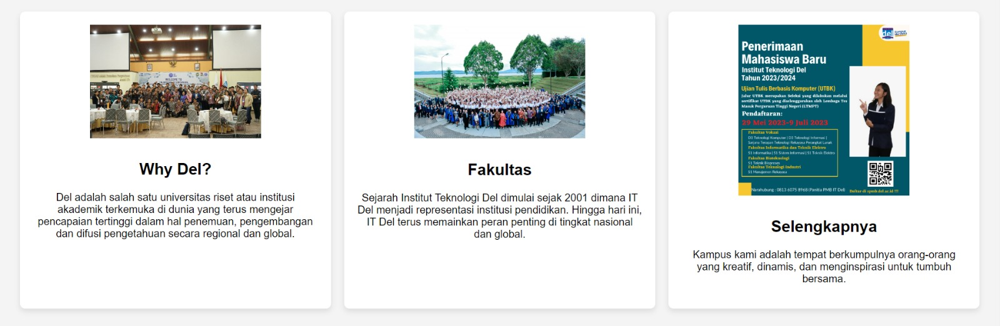 WELCOME TO
Why Del?
Del adalah salah satu universitas riset atau institusi
akademik terkemuka di dunia yang terus mengejar
pencapaian tertinggi dalam hal penemuan, pengembangan
dan difusi pengetahuan secara regional dan global.
Fakultas
Sejarah Institut Teknologi Del dimulai sejak 2001 dimana IT
Del menjadi representasi institusi pendidikan. Hingga hari ini,
IT Del terus memainkan peran penting di tingkat nasional
dan global.
del Kampus
Merdeka
Penerimaan
Mahasiswa Baru
Institut Teknologi Del
Tahun 2023/2024
Ujian Tulis Berbasis Komputer (UTBK)
Jalur UTBK merupakan Seleksi yang dilakukan melalui
sertifikat UTBK yang diselenggarakan oleh Lembaga Tes
Masuk Perguruan Tinggi Negeri (LTMPT)
Pendaftaran:
29 Mei 2023-9 Juli 2023
Fakultas Vokasi
D3 Teknologi Komputer | D3 Teknologi Informasi |
Sarjana Terapan Teknologi Rekayasa Perangkat Lunak
Fakultas Informatika dan Teknik Elektro
S1 Informatika | S1 Sistem Informasi | S1 Teknik Elektro
Fakultas Bioteknologi
S1 Teknik Bioproses
Fakultas Teknologi Industri
S1 Manajemen Rekayasa
Narahubung : 0813 6075 8968 (Panitia PMB IT Del)
Daftar di spmb.del.ac.id !!!
Selengkapnya
Kampus kami adalah tempat berkumpulnya orang-orang
yang kreatif, dinamis, dan menginspirasi untuk tumbuh
bersama.